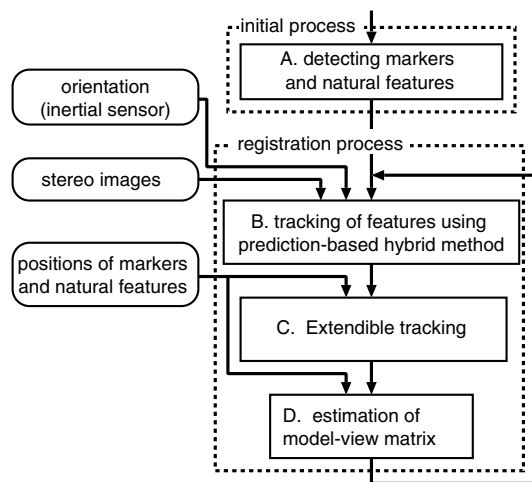 initial process
A. detecting markers
and natural features
orientation
(inertial sensor)
registration process
stereo images
B. tracking of features using
prediction-based hybrid method
positions of markers
and natural features
C. Extendible tracking
D. estimation of
model-view matrix